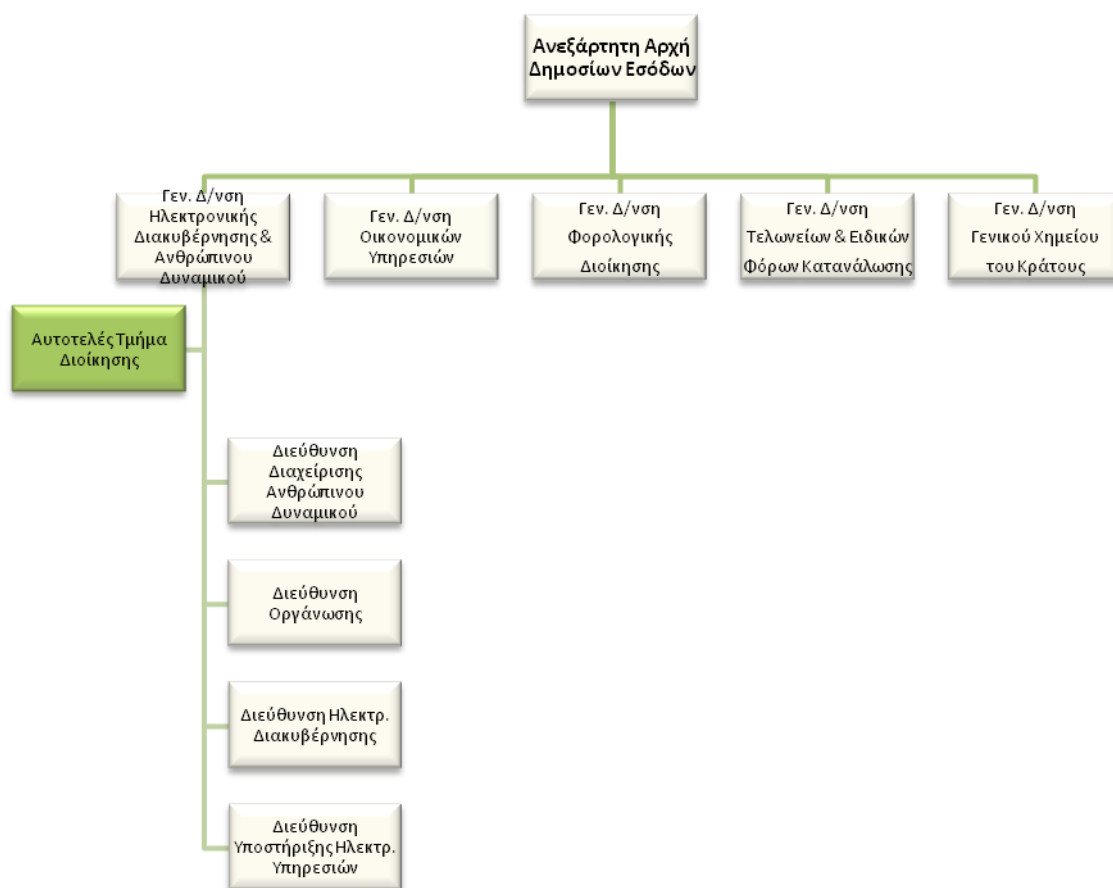 Ανεξάρτητη Αρχή
Δημοσίων Εσόδων
Γεν. Δ/νση
Ηλεκτρονικής
Διακυβέρνησης &
Ανθρώπινου
Δυναμικού
Γεν. Δ/νση
Οικονομικών
Υπηρεσιών
Γεν. Δ/νση
Φορολογικής
Διοίκησης
Γεν. Δ/νση
Τελωνείων & Ειδικών
Φόρων Κατανάλωσης
Γεν. Δ/νση
Γενικού Χημείου
του Κράτους
Αυτοτελές Τμήμα
Διοίκησης
Διεύθυνση
Διαχείρισης
Ανθρώπινου
Δυναμικού
Διεύθυνση
Οργάνωσης
Διεύθυνση Ηλεκτρ.
Διακυβέρνησης
Διεύθυνση
Υποστήριξης Ηλεκτρ.
Υπηρεσιών